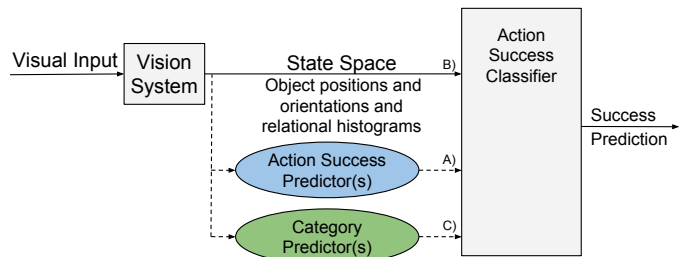 Visual Input
Vision
System
State Space
Object positions and
orientations and
relational histograms
B)
Action Success
Predictor(s)
A)
Category
Predictor(s)
C)
Action
Success
Classifier
Success
Prediction